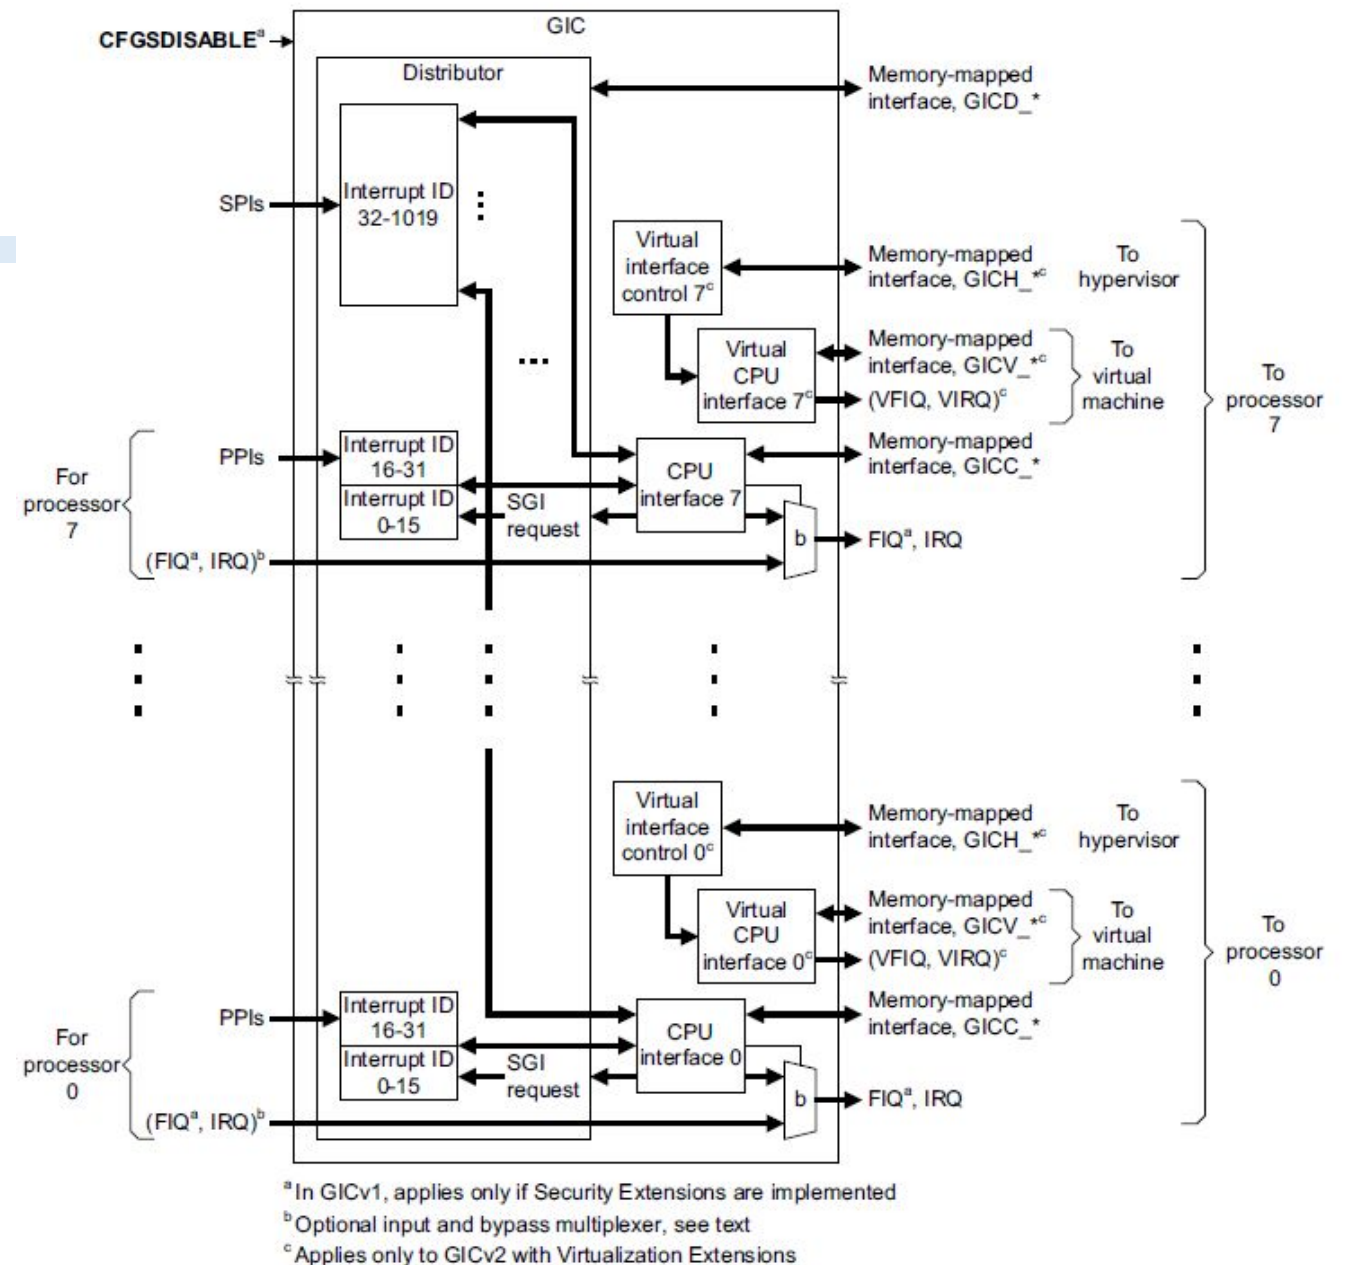 GIC
CFGSDISABLEᵃ
Distributor
Memory-mapped
interface, GICD_*
SPIs
Interrupt ID
32-1019
Virtual
interface
control 7ᶜ
Memory-mapped
interface, GICH_*ᶜ
To
hypervisor
Virtual
CPU
interface 7ᶜ
Memory-mapped
interface, GICV_*ᶜ
(VFIQ, VIRQ)ᶜ
To
virtual
machine
To
processor
7
For
processor
7
PPIs
Interrupt ID
16-31
Interrupt ID
0-15
SGI
request
CPU
interface 7
Memory-mapped
interface, GICC_*
b
FIQᵃ, IRQ
(FIQᵃ, IRQ)ᵇ
Virtual
interface
control 0ᶜ
Memory-mapped
interface, GICH_*ᶜ
To
hypervisor
Virtual
CPU
interface 0ᶜ
Memory-mapped
interface, GICV_*ᶜ
(VFIQ, VIRQ)ᶜ
To
virtual
machine
To
processor
0
For
processor
0
PPIs
Interrupt ID
16-31
Interrupt ID
0-15
SGI
request
CPU
interface 0
Memory-mapped
interface, GICC_*
b
FIQᵃ, IRQ
(FIQᵃ, IRQ)ᵇ
ᵃ In GICv1, applies only if Security Extensions are implemented
ᵇ Optional input and bypass multiplexer, see text
ᶜ Applies only to GICv2 with Virtualization Extensions